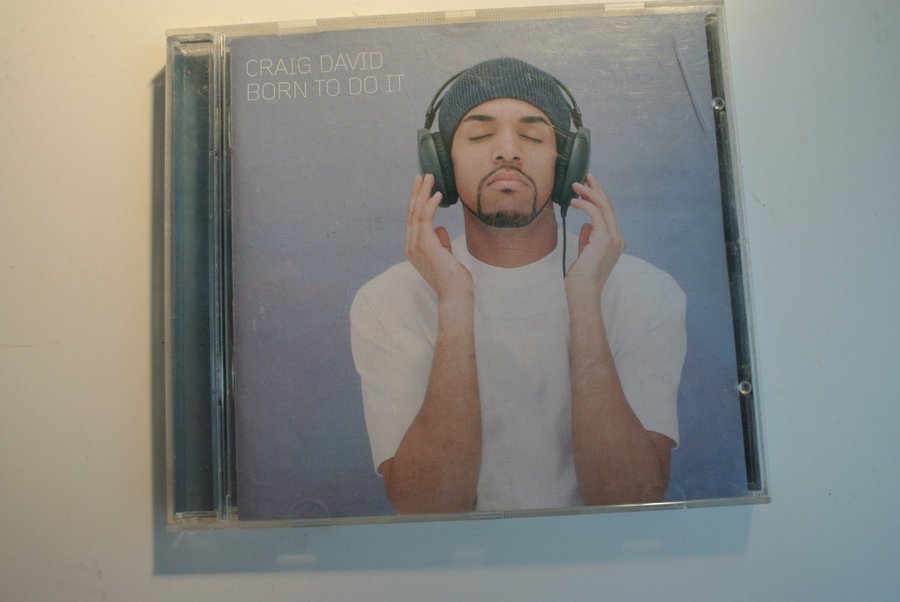 CRAIG DAVID
BORN TO DO IT